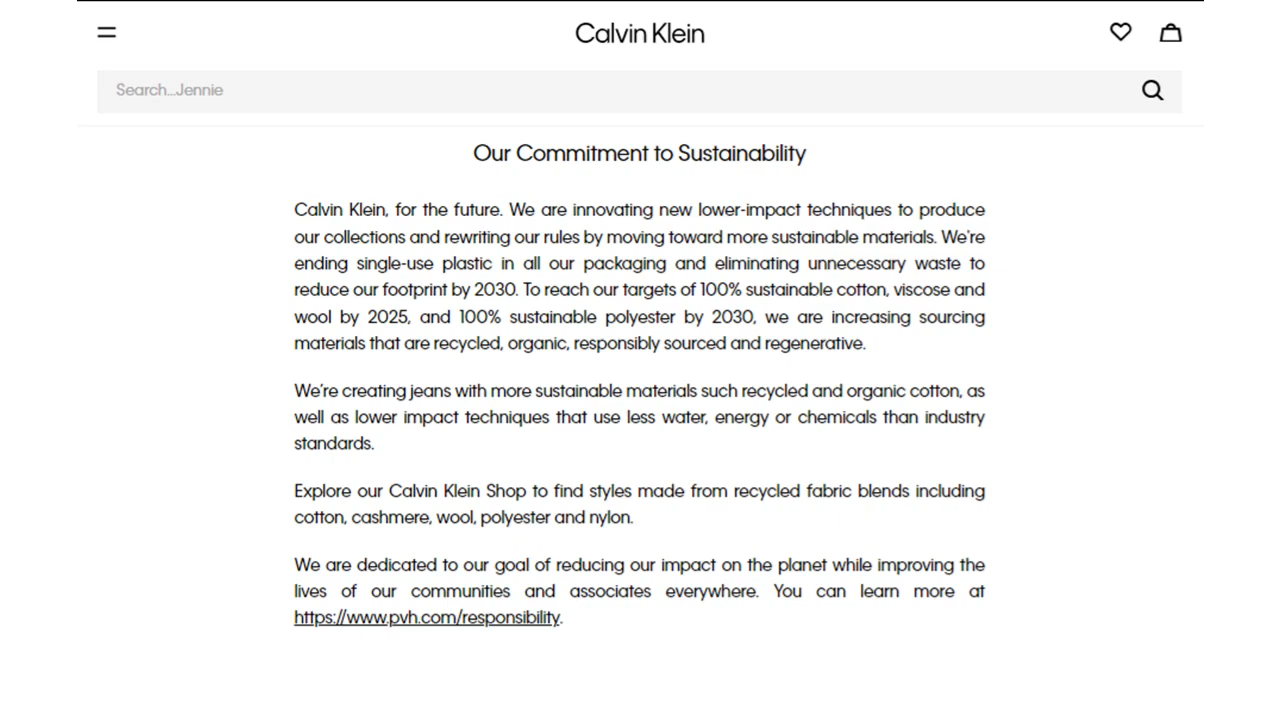 Calvin Klein
Search...Jennie
Our Commitment to Sustainability
Calvin Klein, for the future. We are innovating new lower-impact techniques to produce
our collections and rewriting our rules by moving toward more sustainable materials. We're
ending single-use plastic in all our packaging and eliminating unnecessary waste to
reduce our footprint by 2030. To reach our targets of 100% sustainable cotton, viscose and
wool by 2025, and 100% sustainable polyester by 2030, we are increasing sourcing
materials that are recycled, organic, responsibly sourced and regenerative.
We're creating jeans with more sustainable materials such recycled and organic cotton, as
well as lower impact techniques that use less water, energy or chemicals than industry
standards.
Explore our Calvin Klein Shop to find styles made from recycled fabric blends including
cotton, cashmere, wool, polyester and nylon.
We are dedicated to our goal of reducing our impact on the planet while improving the
lives of our communities and associates everywhere. You can learn more at
https://www.pvh.com/responsibility.